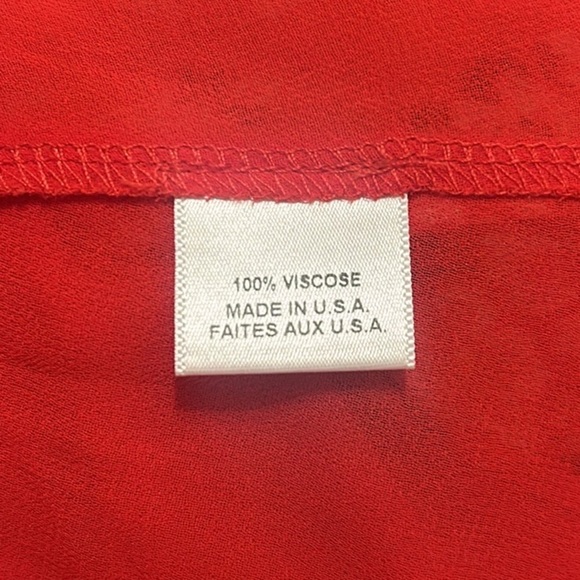 100% VISCOSE
MADE IN U.S.A.
FAITES AUX U.S.A.